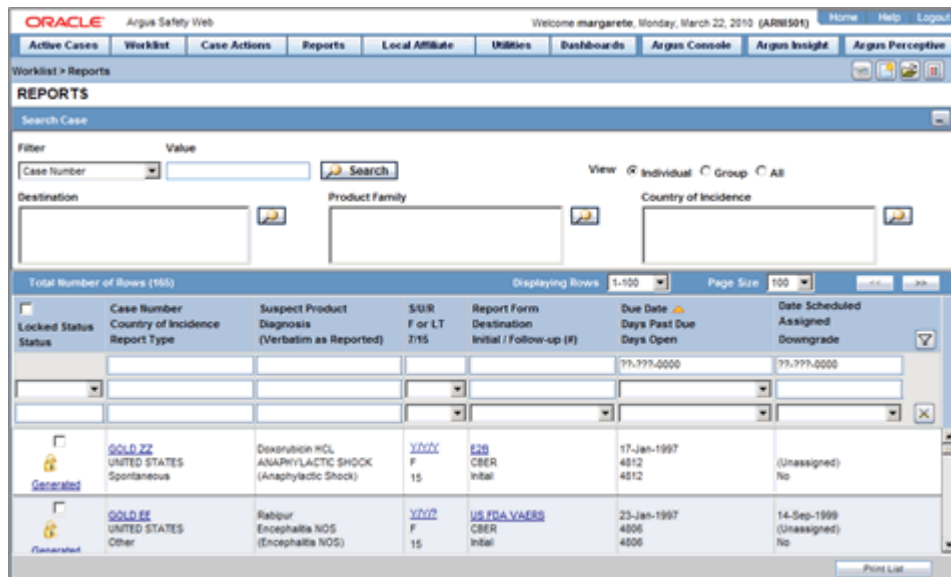 ORACLE Argus Safety Web Welcome margarete, Monday, March 22, 2010 (ARNIS01) Home Help Logout
Active Cases Worklist Case Actions Reports Local Affiliate Utilities Dashboards Argus Console Argus Insight Argus Perceptive
Worklist > Reports
REPORTS
Search Case
Filter Value
Case Number Search View Individual Group All
Destination Product Family Country of Incidence
Total Number of Rows (165) Displaying Rows 1-100 Page Size 100 << >>
Locked Status Case Number Suspect Product S/U/R Report Form Due Date Date Scheduled
Status Country of Incidence Diagnosis F or LT Destination Days Past Due Assigned
Report Type (Verbatim as Reported) 7/15 Initial / Follow-up (#) Days Open Downgrade
??-???-0000 ??-???-0000
GOLD ZZ Doxorubicin HCL Y/Y/Y E2B 17-Jan-1997
UNITED STATES ANAPHYLACTIC SHOCK F CBER 4812 (Unassigned)
Generated Spontaneous (Anaphylactic Shock) 15 Initial 4812 No
GOLD EE Rabipur Y/Y/? US FDA VAERS 23-Jan-1997 14-Sep-1999
UNITED STATES Encephalitis NOS F CBER 4806 (Unassigned)
Generated Other (Encephalitis NOS) 15 Initial 4806 No
Print List